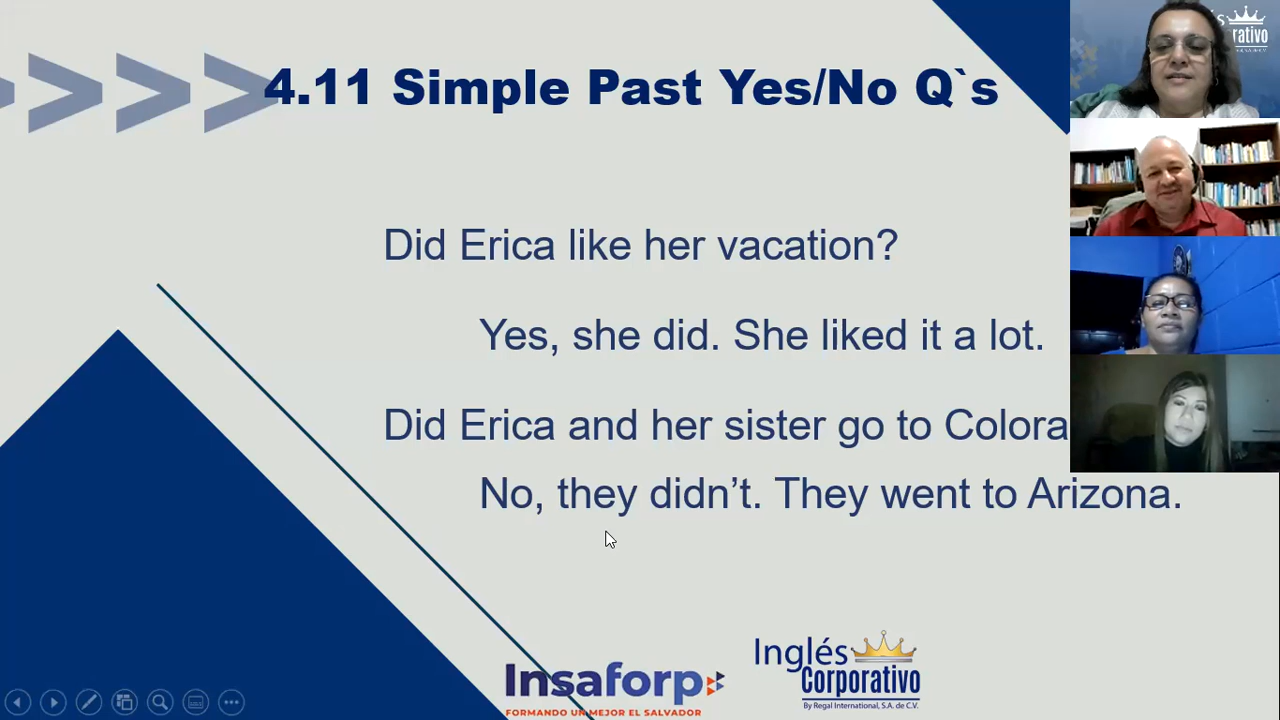 4.11 Simple Past Yes/No Q`s
Did Erica like her vacation?
Yes, she did. She liked it a lot.
Did Erica and her sister go to Colora
No, they didn’t. They went to Arizona.
Insaforp
FORMANDO UN MEJOR EL SALVADOR
Inglés
Corporativo
By Regal International, S.A. de C.V.